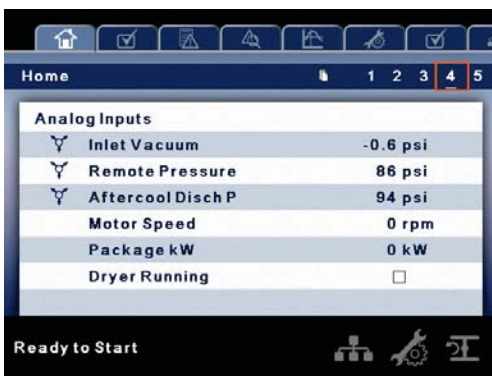 Home 1 2 3 4 5
Analog Inputs
Inlet Vacuum -0.6 psi
Remote Pressure 86 psi
Aftercool Disch P 94 psi
Motor Speed 0 rpm
Package kW 0 kW
Dryer Running
Ready to Start